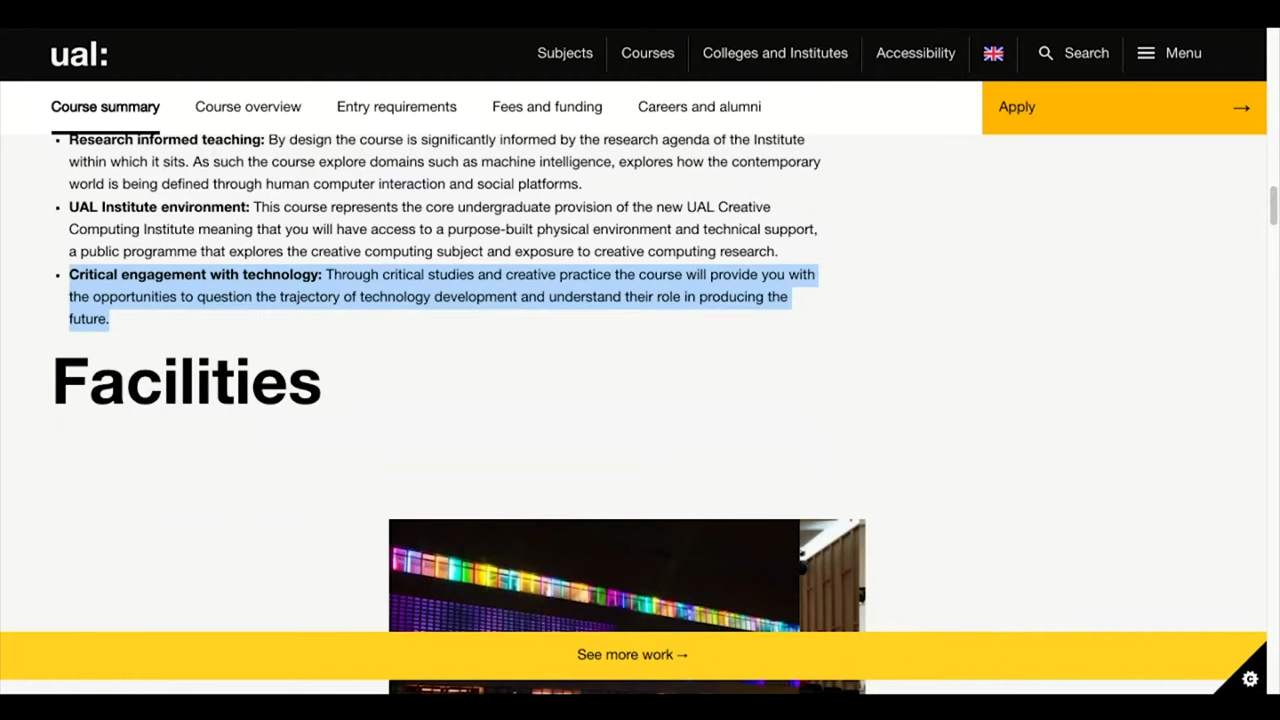 ual:
Subjects
Courses
Colleges and Institutes
Accessibility
Search
Menu
Course summary
Course overview
Entry requirements
Fees and funding
Careers and alumni
Apply →
• Research informed teaching: By design the course is significantly informed by the research agenda of the Institute
within which it sits. As such the course explore domains such as machine intelligence, explores how the contemporary
world is being defined through human computer interaction and social platforms.
• UAL Institute environment: This course represents the core undergraduate provision of the new UAL Creative
Computing Institute meaning that you will have access to a purpose-built physical environment and technical support,
a public programme that explores the creative computing subject and exposure to creative computing research.
• Critical engagement with technology: Through critical studies and creative practice the course will provide you with
the opportunities to question the trajectory of technology development and understand their role in producing the
future.
Facilities
See more work →